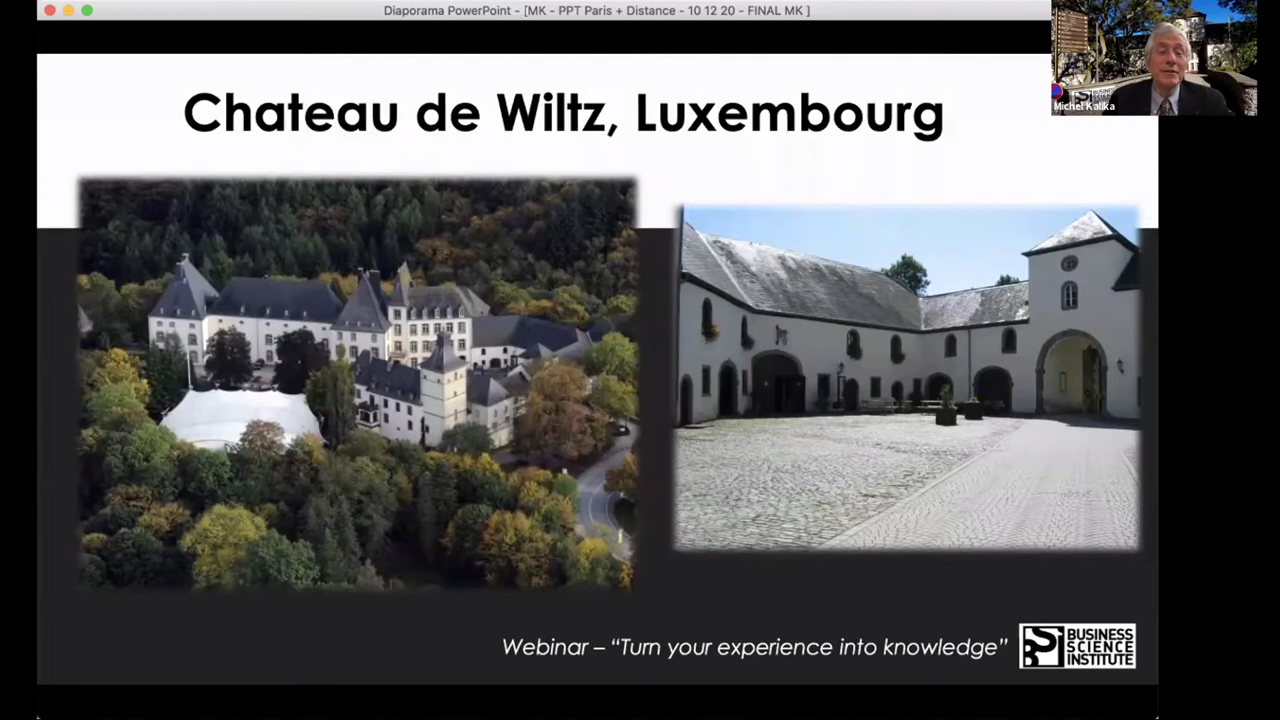 Diaporama PowerPoint - [MK - PPT Paris + Distance - 10 12 20 - FINAL MK ]
Michel Kalika
Chateau de Wiltz, Luxembourg
Webinar – “Turn your experience into knowledge”
BUSINESS
SCIENCE
INSTITUTE